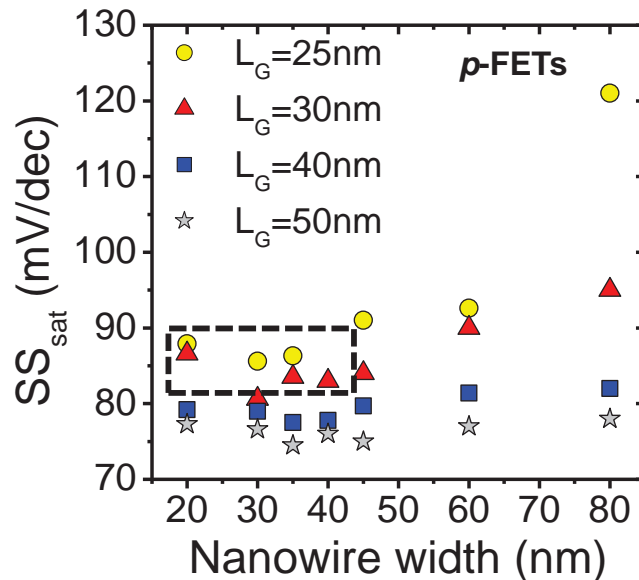 130
120
110
100
90
80
70
SS_sat (mV/dec)
L_G=25nm
p-FETs
L_G=30nm
L_G=40nm
L_G=50nm
20 30 40 50 60 70 80
Nanowire width (nm)